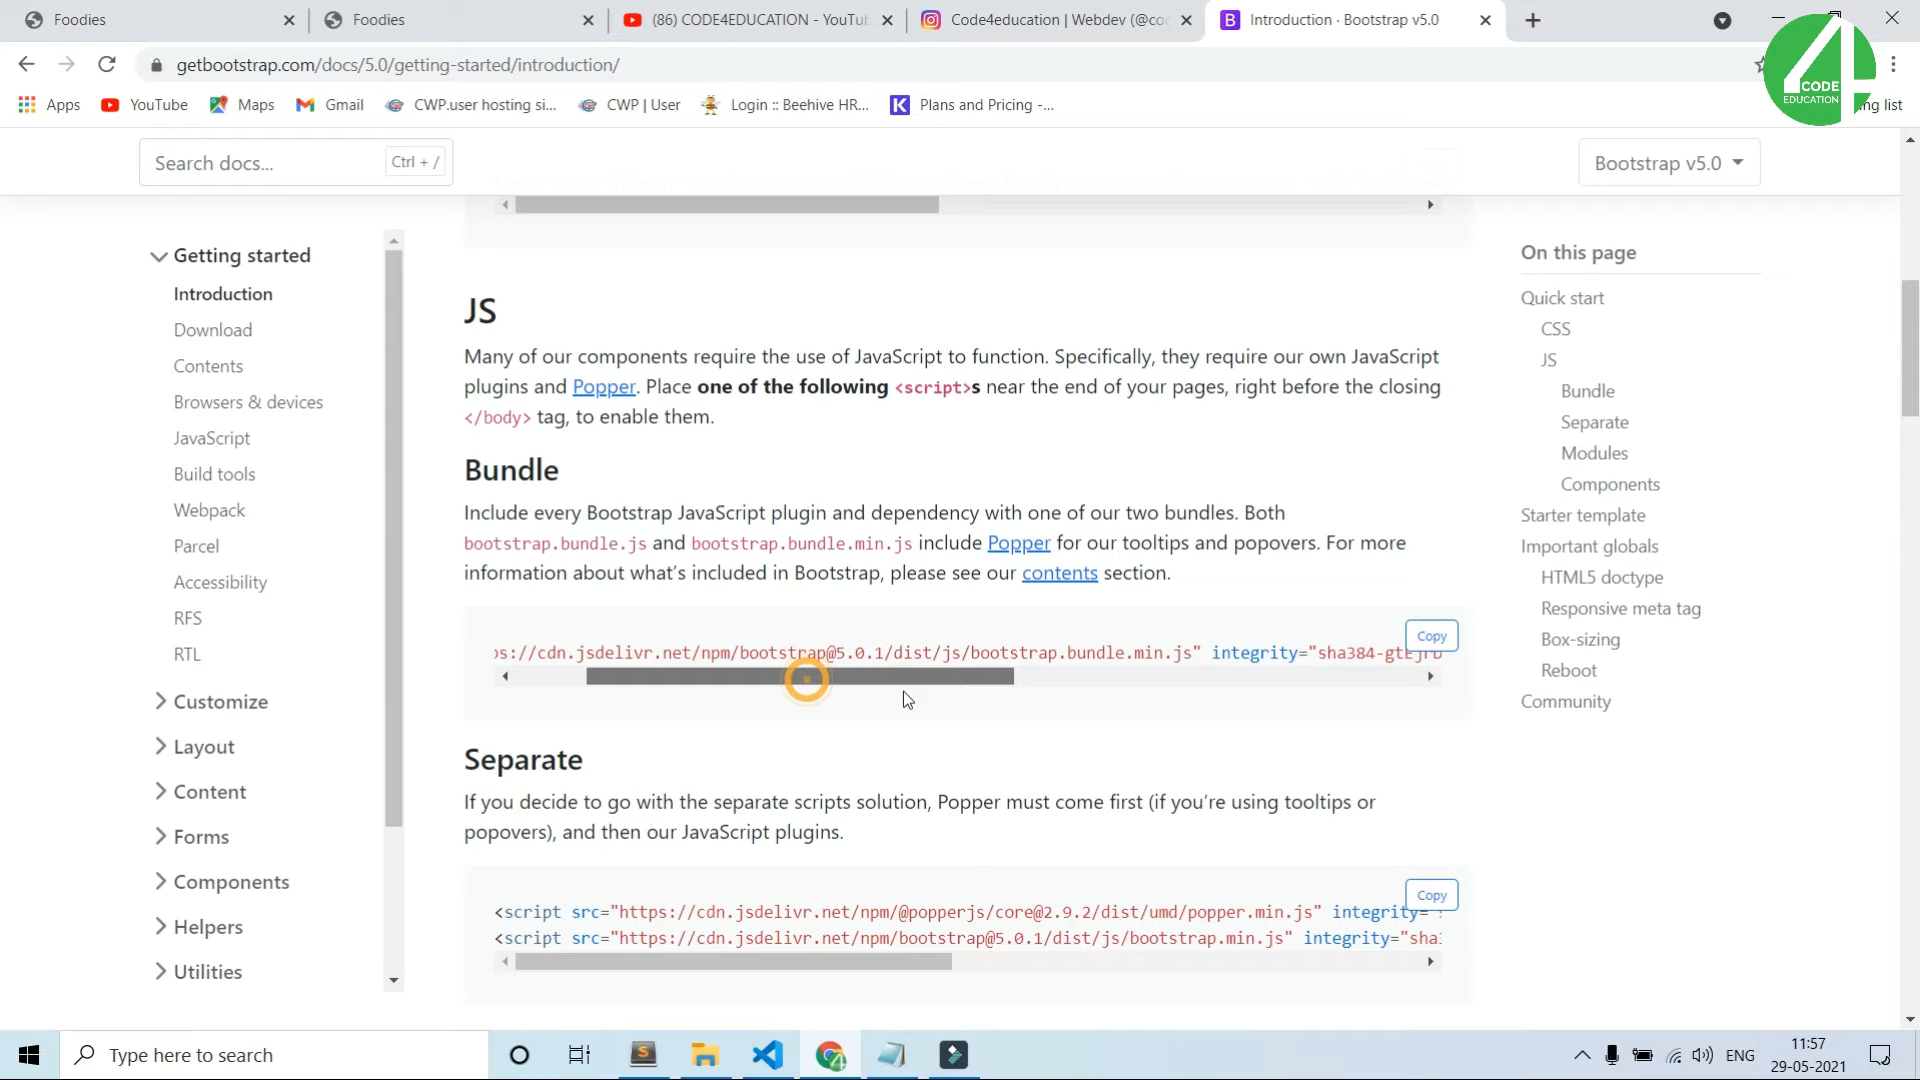 Foodies
Foodies
(86) CODE4EDUCATION - YouTu
Code4education | Webdev (@co
Introduction · Bootstrap v5.0
getbootstrap.com/docs/5.0/getting-started/introduction/
CODE
EDUCATION
Apps
YouTube
Maps
Gmail
CWP.user hosting si...
CWP | User
Login :: Beehive HR...
Plans and Pricing -...
list
Search docs...
Ctrl + /
Bootstrap v5.0
Getting started
Introduction
Download
Contents
Browsers & devices
JavaScript
Build tools
Webpack
Parcel
Accessibility
RFS
RTL
Customize
Layout
Content
Forms
Components
Helpers
Utilities
JS
Many of our components require the use of JavaScript to function. Specifically, they require our own JavaScript
plugins and Popper. Place one of the following <script>s near the end of your pages, right before the closing
</body> tag, to enable them.
Bundle
Include every Bootstrap JavaScript plugin and dependency with one of our two bundles. Both
bootstrap.bundle.js and bootstrap.bundle.min.js include Popper for our tooltips and popovers. For more
information about what’s included in Bootstrap, please see our contents section.
Copy
s://cdn.jsdelivr.net/npm/bootstrap@5.0.1/dist/js/bootstrap.bundle.min.js" integrity="sha384-gtEjrD
Separate
If you decide to go with the separate scripts solution, Popper must come first (if you’re using tooltips or
popovers), and then our JavaScript plugins.
Copy
<script src="https://cdn.jsdelivr.net/npm/@popperjs/core@2.9.2/dist/umd/popper.min.js" integrity="
<script src="https://cdn.jsdelivr.net/npm/bootstrap@5.0.1/dist/js/bootstrap.min.js" integrity="sha
On this page
Quick start
CSS
JS
Bundle
Separate
Modules
Components
Starter template
Important globals
HTML5 doctype
Responsive meta tag
Box-sizing
Reboot
Community
Type here to search
ENG
11:57
29-05-2021